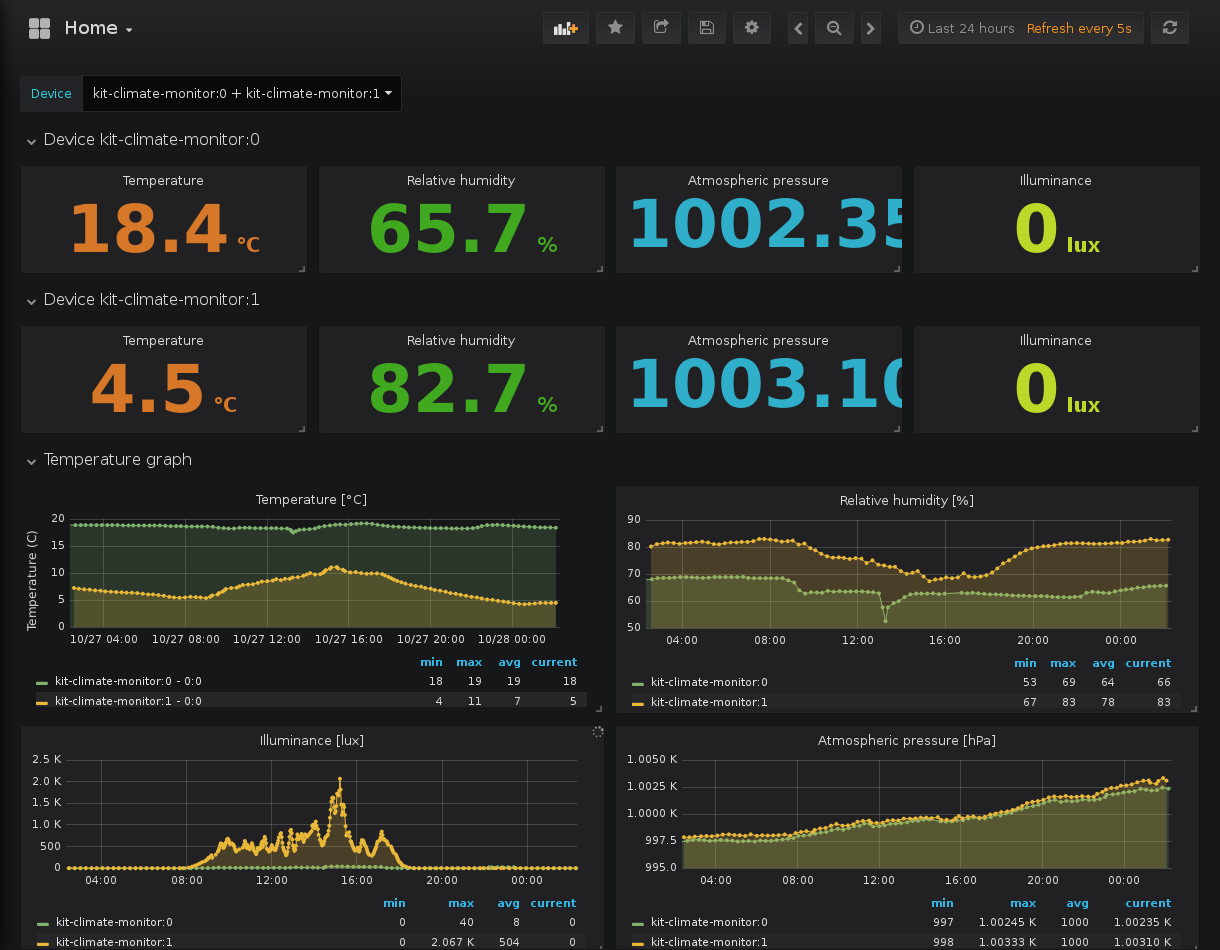 Home
Last 24 hours Refresh every 5s
Device kit-climate-monitor:0 + kit-climate-monitor:1
Device kit-climate-monitor:0
Temperature Relative humidity Atmospheric pressure Illuminance
18.4 °C 65.7 % 1002.35 0 lux
Device kit-climate-monitor:1
Temperature Relative humidity Atmospheric pressure Illuminance
4.5 °C 82.7 % 1003.10 0 lux
Temperature graph
Temperature [°C]
Temperature (C)
20
15
10
5
0
10/27 04:00 10/27 08:00 10/27 12:00 10/27 16:00 10/27 20:00 10/28 00:00
min max avg current
kit-climate-monitor:0 - 0:0 18 19 19 18
kit-climate-monitor:1 - 0:0 4 11 7 5
Relative humidity [%]
90
80
70
60
50
04:00 08:00 12:00 16:00 20:00 00:00
min max avg current
kit-climate-monitor:0 53 69 64 66
kit-climate-monitor:1 67 83 78 83
Illuminance [lux]
2.5 K
2.0 K
1.5 K
1.0 K
500
0
04:00 08:00 12:00 16:00 20:00 00:00
min max avg current
kit-climate-monitor:0 0 40 8 0
kit-climate-monitor:1 0 2.067 K 504 0
Atmospheric pressure [hPa]
1.0050 K
1.0025 K
1.0000 K
997.5
995.0
04:00 08:00 12:00 16:00 20:00 00:00
min max avg current
kit-climate-monitor:0 997 1.00245 K 1000 1.00235 K
kit-climate-monitor:1 998 1.00333 K 1000 1.00310 K